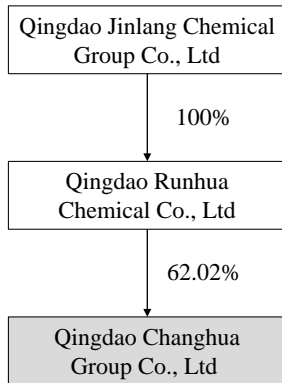 Qingdao Jinlang Chemical
Group Co., Ltd
100%
Qingdao Runhua
Chemical Co., Ltd
62.02%
Qingdao Changhua
Group Co., Ltd